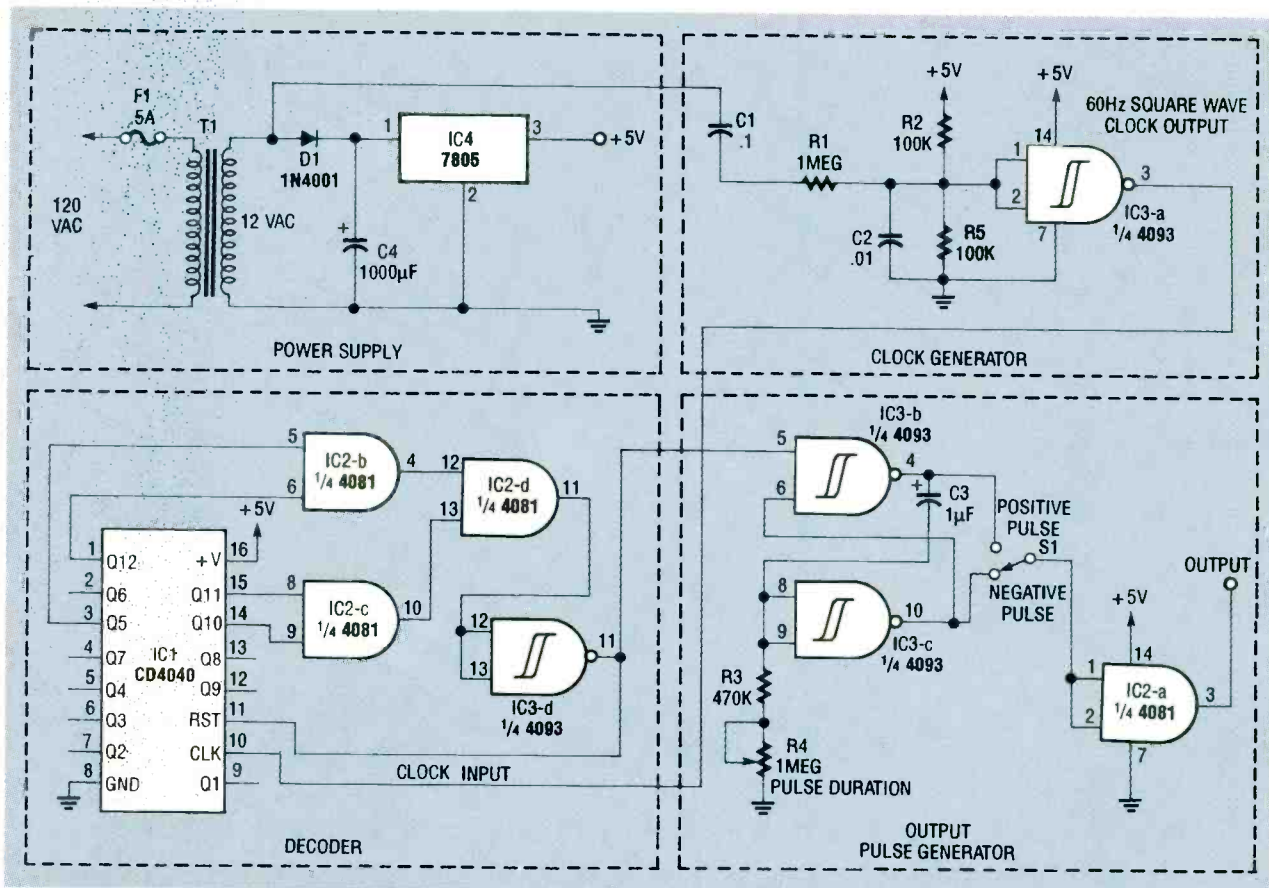 F1
5A
T1
120
VAC
12 VAC
D1
1N4001
+
C4
1000µF
1
IC4
7805
3
2
+5V
POWER SUPPLY
C1
.1
R1
1MEG
+5V
R2
100K
C2
.01
R5
100K
+5V
14
1
2
7
3
IC3-a
1/4 4093
60Hz SQUARE WAVE
CLOCK OUTPUT
CLOCK GENERATOR
5
6
IC2-b
1/4 4081
4
12
13
IC2-d
1/4 4081
11
8
9
IC2-c
1/4 4081
10
12
13
11
IC3-d
1/4 4093
+5V
1 Q12 +V 16
2 Q6 Q11 15
3 Q5 Q10 14
4 Q7 Q8 13
IC1
CD4040
5 Q4 Q9 12
6 Q3 RST 11
7 Q2 CLK 10
8 GND Q1 9
CLOCK INPUT
DECODER
IC3-b
1/4 4093
5
6
4
+
C3
1µF
8
9
10
IC3-c
1/4 4093
R3
470K
R4
1MEG
PULSE DURATION
POSITIVE
PULSE
S1
NEGATIVE
PULSE
OUTPUT
+5V
14
1
2
IC2-a
1/4 4081
3
7
OUTPUT
PULSE GENERATOR